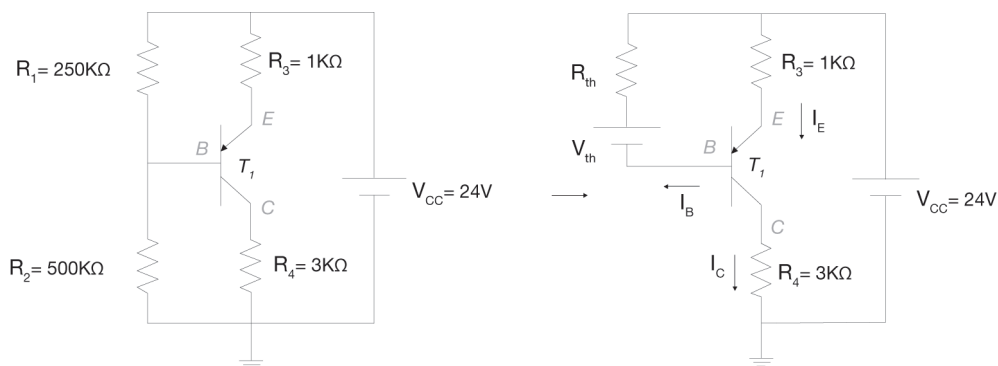 R1= 250KΩ
R3= 1KΩ
E
B
T1
C
VCC= 24V
R2= 500KΩ
R4= 3KΩ
Rth
R3= 1KΩ
E
IE
Vth
B
T1
IB
C
VCC= 24V
IC
R4= 3KΩ